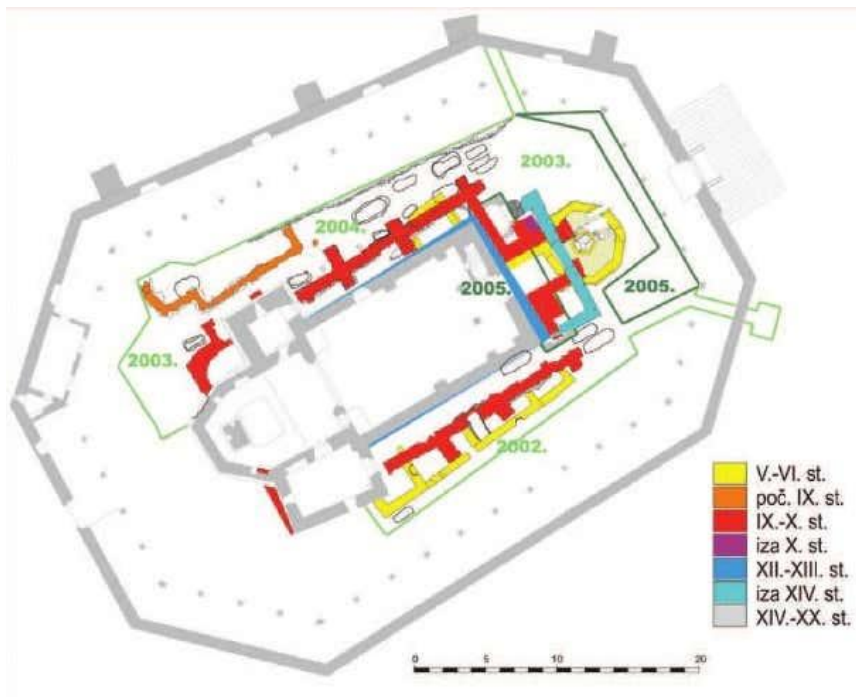 2003.
2004.
2005.
2005.
2003.
2002.
V.-VI. st.
poč. IX. st.
IX.-X. st.
iza X. st.
XII.-XIII. st.
iza XIV. st.
XIV.-XX. st.
0 5 10 20